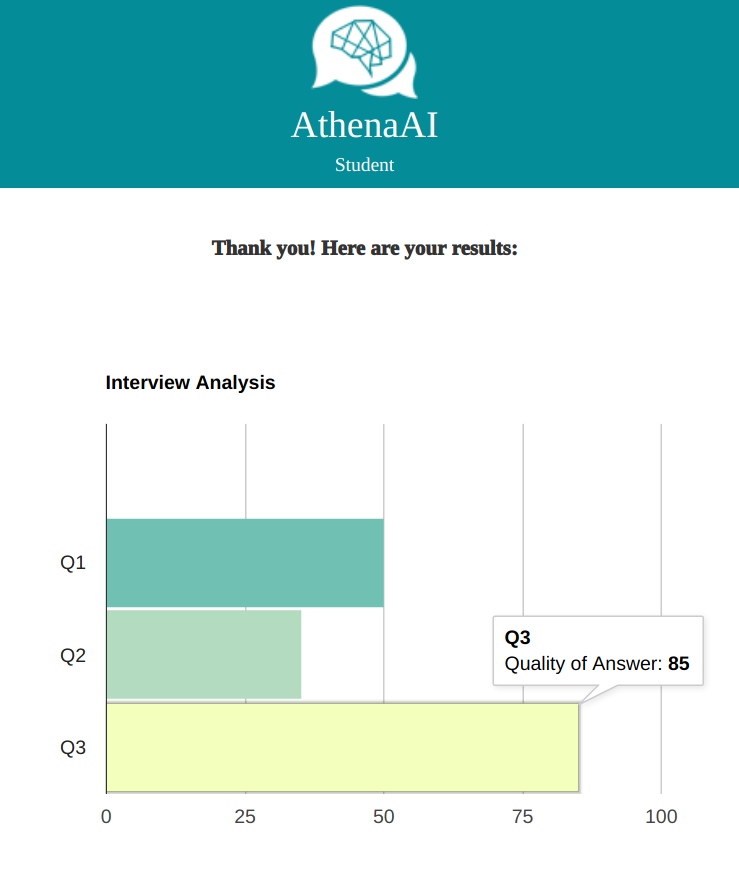 AthenaAI
Student
Thank you! Here are your results:
Interview Analysis
Q1
Q2
Q3
Quality of Answer: 85
Q3
0 25 50 75 100